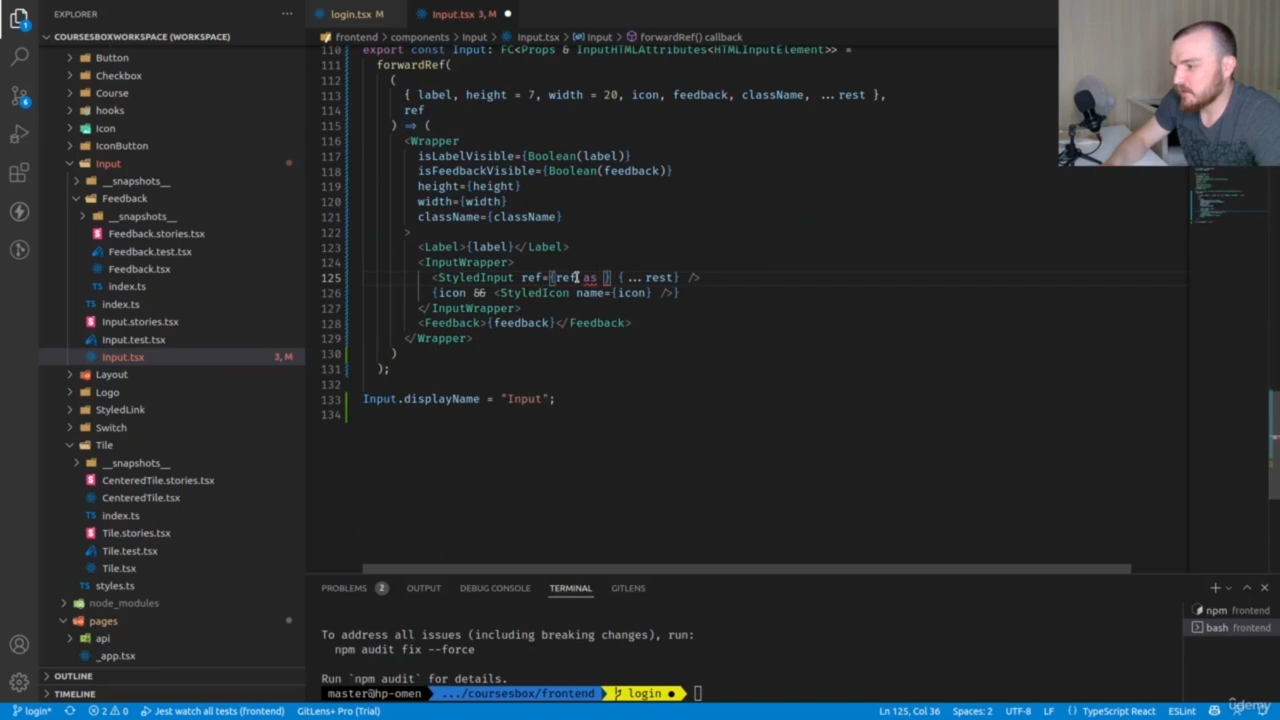 EXPLORER
login.tsx M
Input.tsx 3, M
COURSESBOXWORKSPACE (WORKSPACE)
frontend > components > Input > Input.tsx > Input > forwardRef() callback
Button
Checkbox
Course
hooks
Icon
IconButton
Input
__snapshots__
Feedback
__snapshots__
Feedback.stories.tsx
Feedback.test.tsx
Feedback.tsx
index.ts
index.ts
Input.stories.tsx
Input.test.tsx
Input.tsx 3, M
Layout
Logo
StyledLink
Switch
Tile
__snapshots__
CenteredTile.stories.tsx
CenteredTile.tsx
index.ts
Tile.stories.tsx
Tile.test.tsx
Tile.tsx
styles.ts
node_modules
pages
api
_app.tsx
OUTLINE
TIMELINE
110 export const Input: FC<Props & InputHTMLAttributes<HTMLInputElement>> =
111 forwardRef(
112 (
113 { label, height = 7, width = 20, icon, feedback, className, ...rest },
114 ref
115 ) => (
116 <Wrapper
117 isLabelVisible={Boolean(label)}
118 isFeedbackVisible={Boolean(feedback)}
119 height={height}
120 width={width}
121 className={className}
122 >
123 <Label>{label}</Label>
124 <InputWrapper>
125 <StyledInput ref={ref as } {...rest} />
126 {icon && <StyledIcon name={icon} />}
127 </InputWrapper>
128 <Feedback>{feedback}</Feedback>
129 </Wrapper>
130 )
131 );
132
133 Input.displayName = "Input";
134
PROBLEMS 2 OUTPUT DEBUG CONSOLE TERMINAL GITLENS
npm frontend
bash frontend
To address all issues (including breaking changes), run:
npm audit fix --force
Run `npm audit` for details.
master@hp-omen .../coursesbox/frontend login
login* 2 0 Jest watch all tests (frontend) GitLens+ Pro (Trial) Ln 125, Col 36 Spaces: 2 UTF-8 LF TypeScript React ESLint
udemy